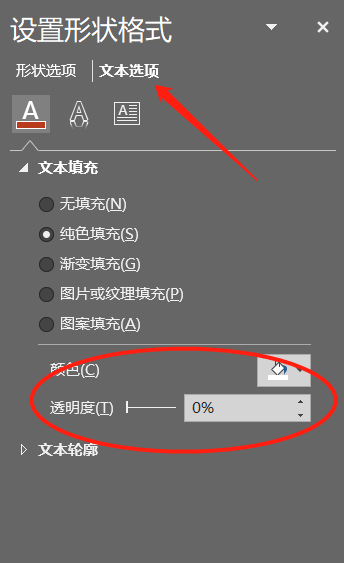 设置形状格式
形状选项 文本选项
文本填充
无填充(N)
纯色填充(S)
渐变填充(G)
图片或纹理填充(P)
图案填充(A)
颜色(C)
透明度(T) 0%
文本轮廓